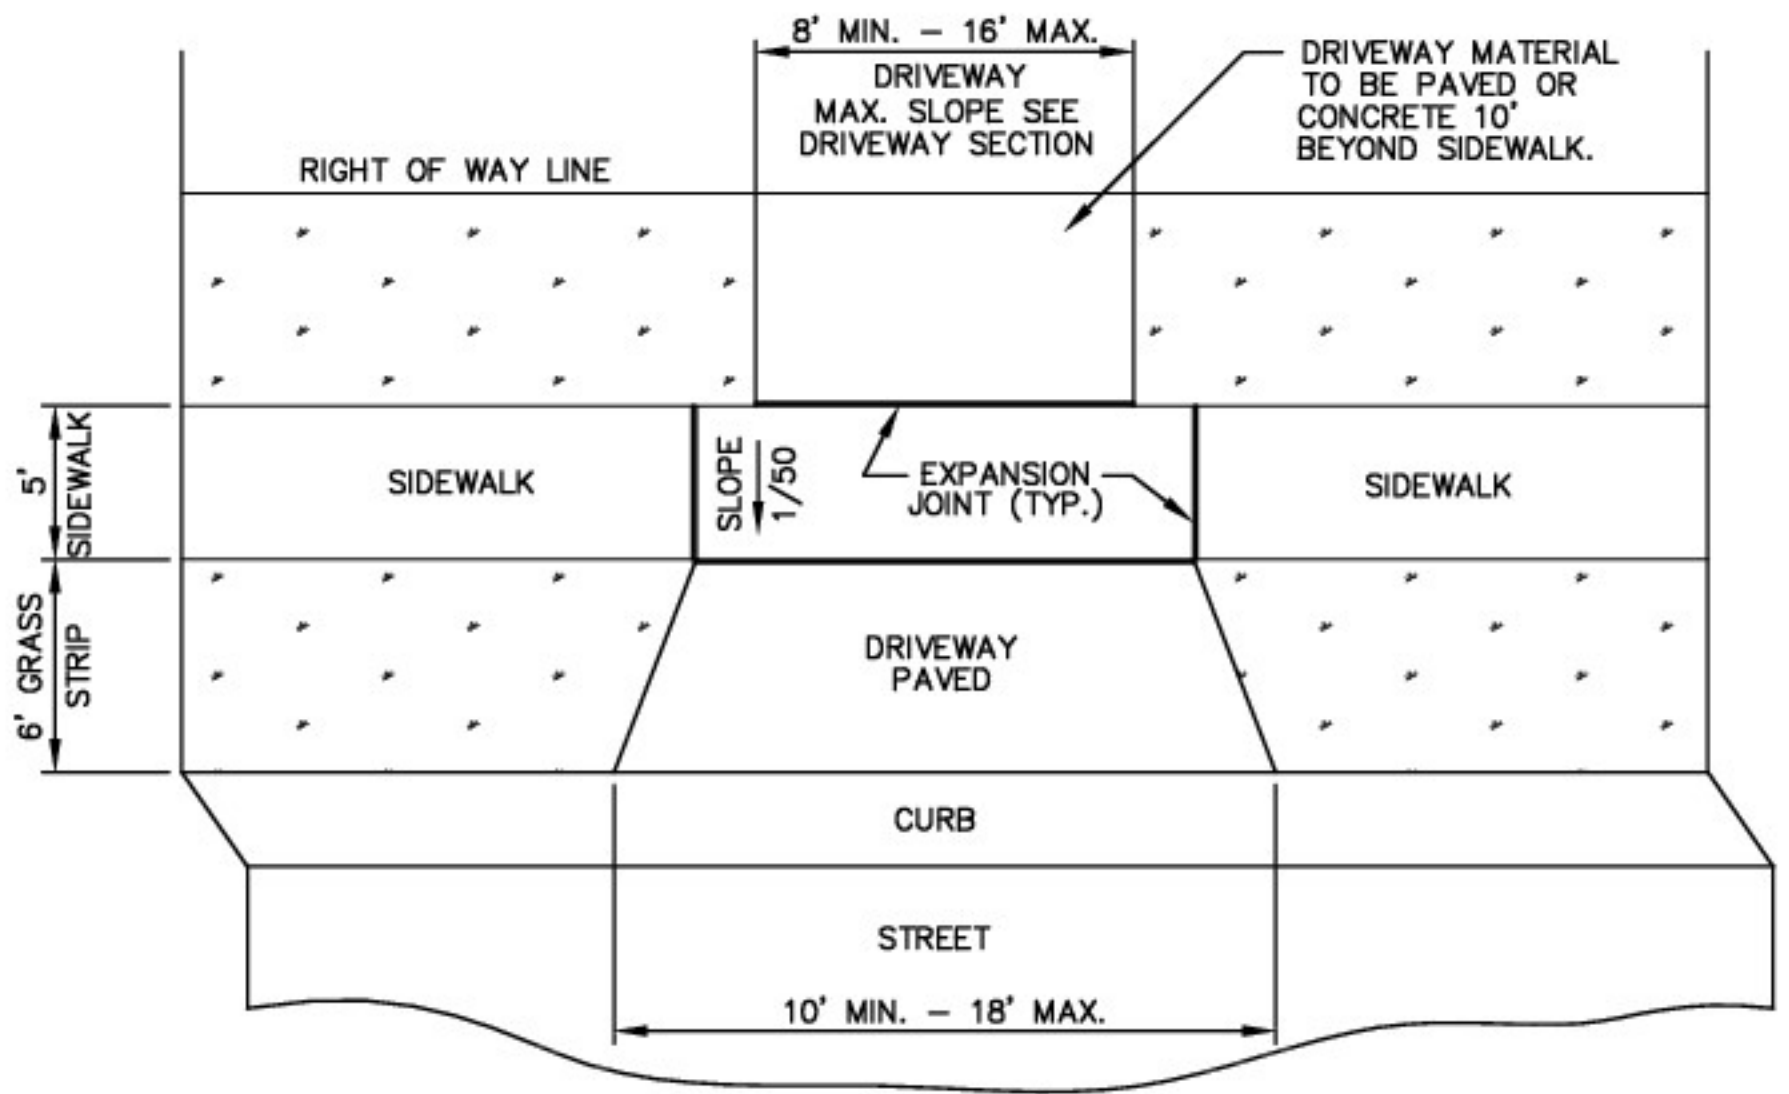 8' MIN. – 16' MAX.
DRIVEWAY
MAX. SLOPE SEE
DRIVEWAY SECTION
DRIVEWAY MATERIAL
TO BE PAVED OR
CONCRETE 10'
BEYOND SIDEWALK.
RIGHT OF WAY LINE
5'
SIDEWALK
SIDEWALK
SLOPE
1/50
EXPANSION
JOINT (TYP.)
SIDEWALK
6' GRASS
STRIP
DRIVEWAY
PAVED
CURB
STREET
10' MIN. – 18' MAX.